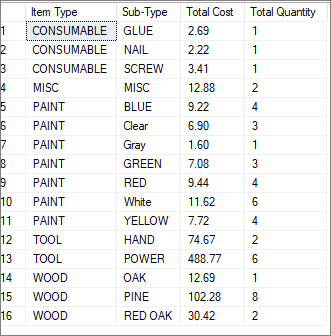 Item Type Sub-Type Total Cost Total Quantity
1 CONSUMABLE GLUE 2.69 1
2 CONSUMABLE NAIL 2.22 1
3 CONSUMABLE SCREW 3.41 1
4 MISC MISC 12.88 2
5 PAINT BLUE 9.22 4
6 PAINT Clear 6.90 3
7 PAINT Gray 1.60 1
8 PAINT GREEN 7.08 3
9 PAINT RED 9.44 4
10 PAINT White 11.62 6
11 PAINT YELLOW 7.72 4
12 TOOL HAND 74.67 2
13 TOOL POWER 488.77 6
14 WOOD OAK 12.69 1
15 WOOD PINE 102.28 8
16 WOOD RED OAK 30.42 2